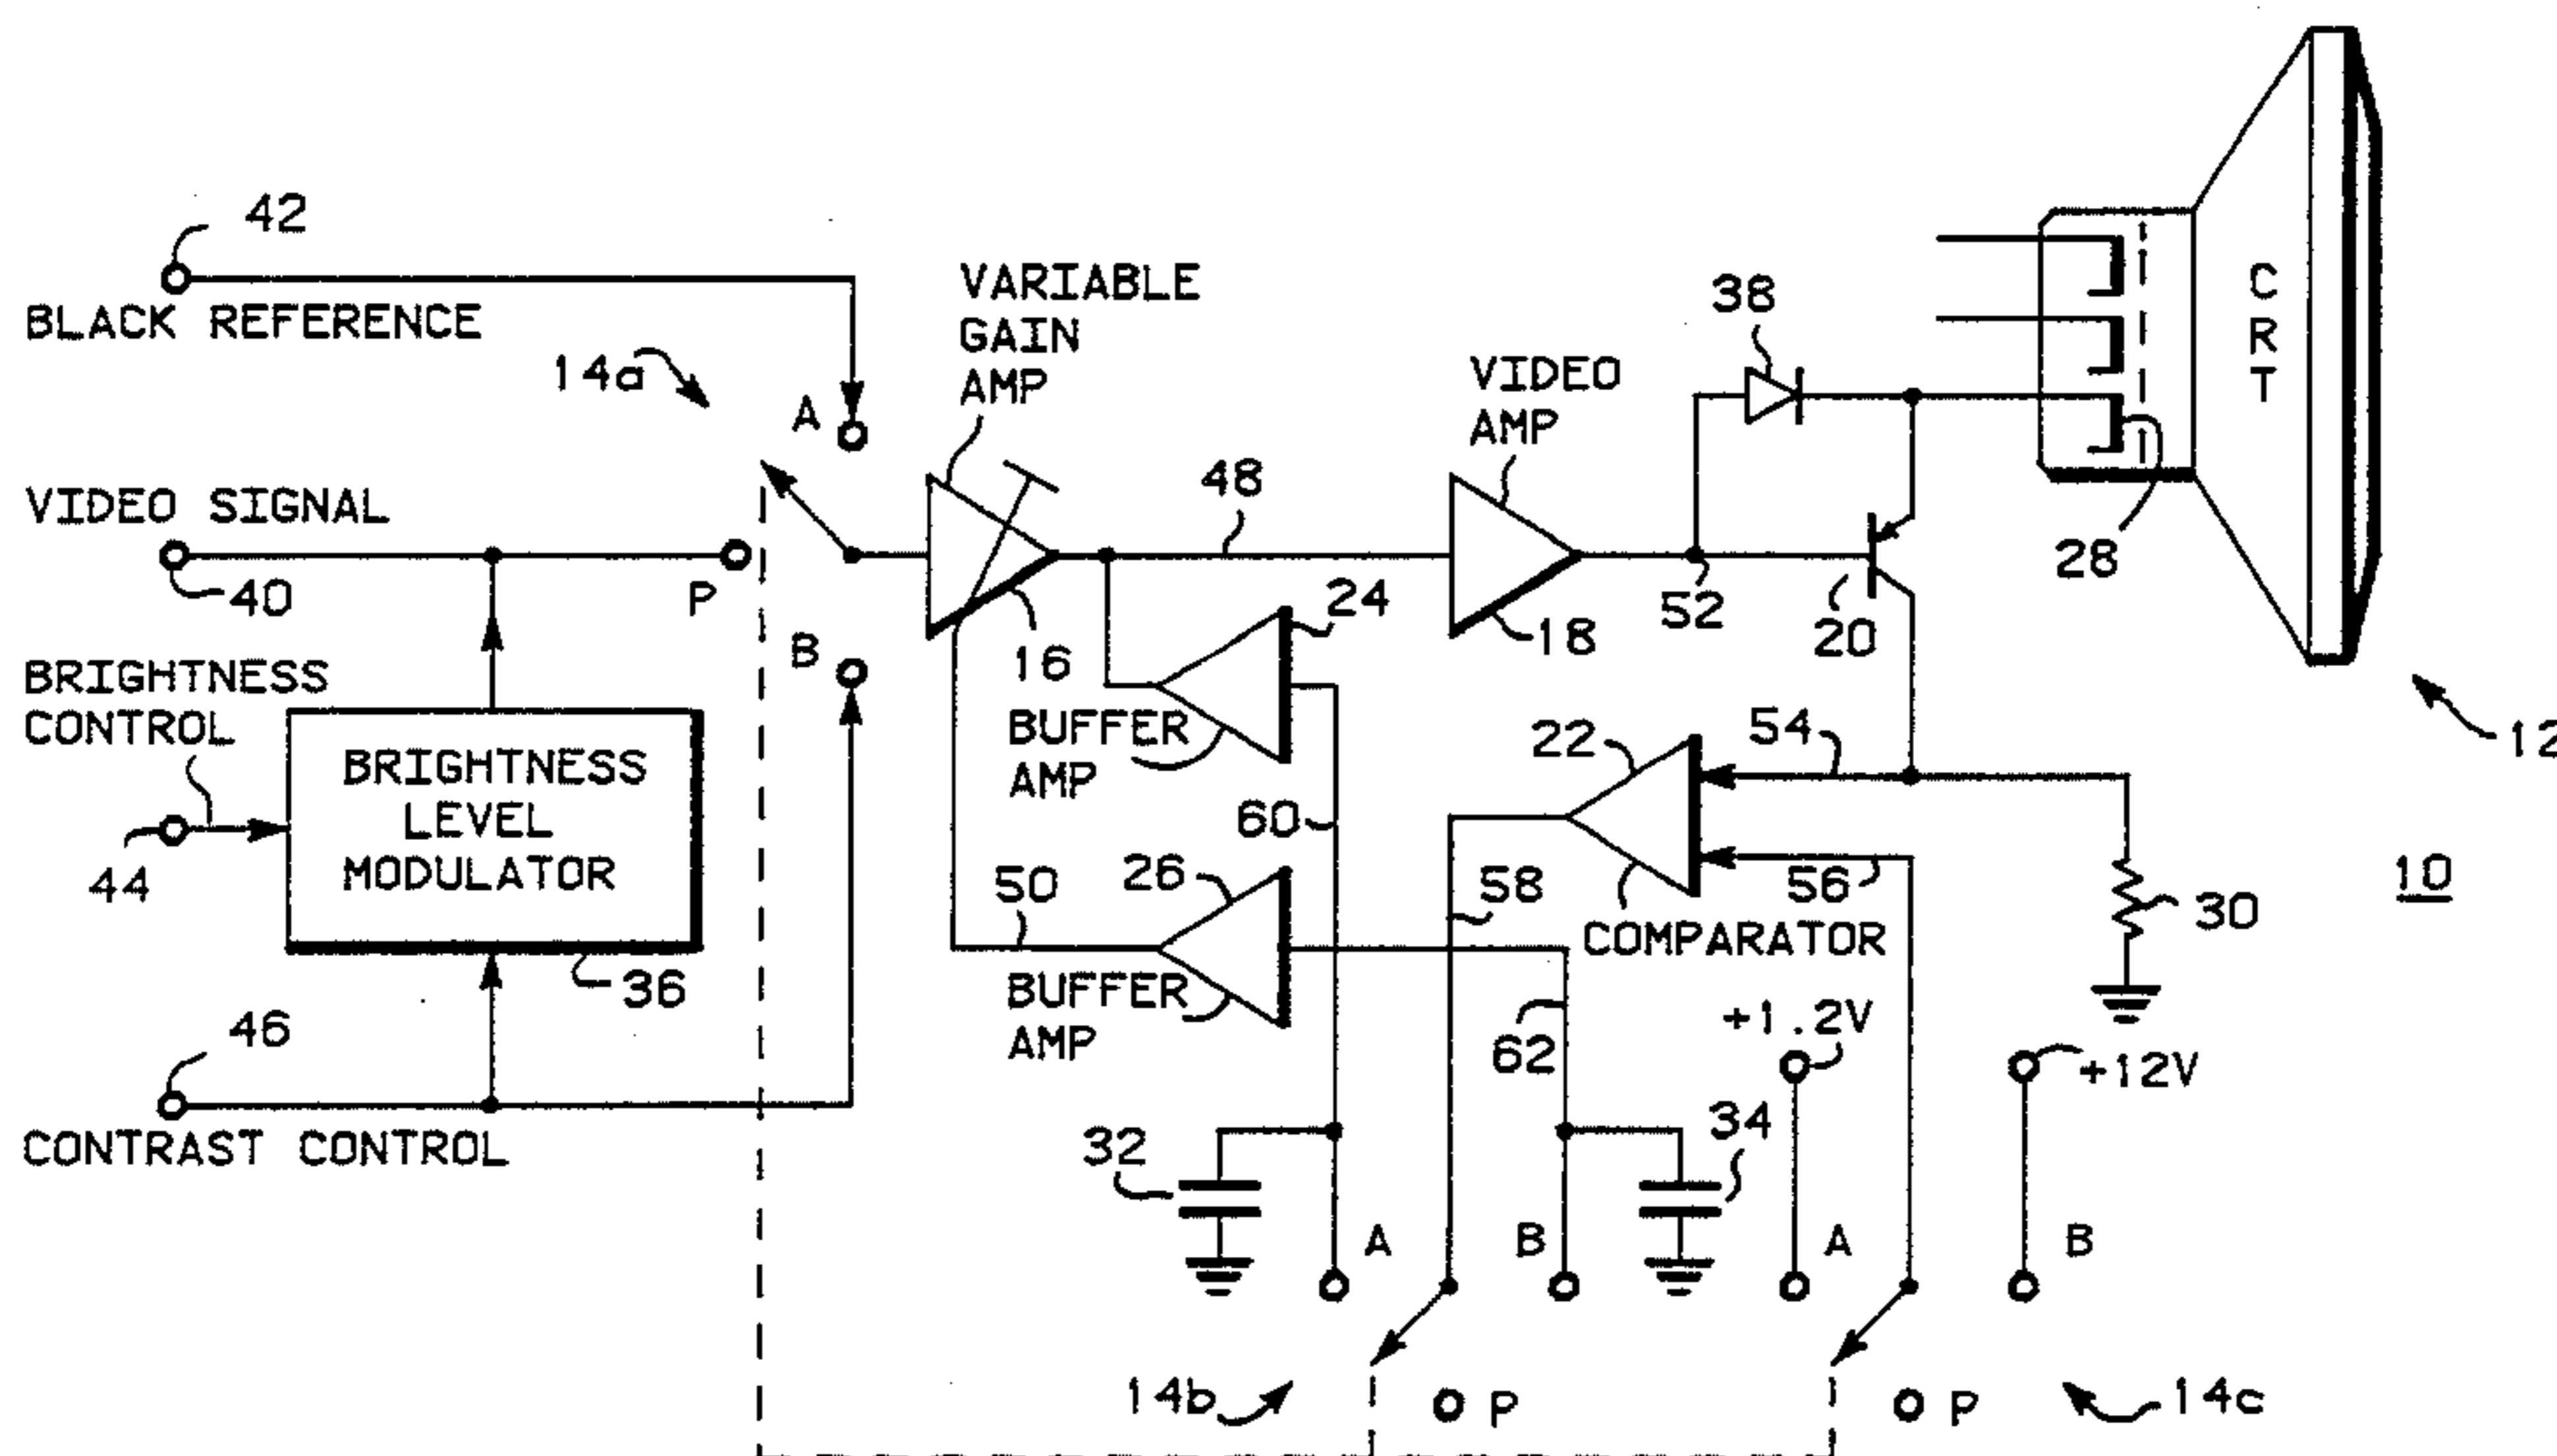 42
BLACK REFERENCE
14a
A
VARIABLE
GAIN
AMP
VIDEO
AMP
38
C
R
T
VIDEO SIGNAL
40
P
B
16
48
18
52
20
28
12
BRIGHTNESS
CONTROL
44
BRIGHTNESS
LEVEL
MODULATOR
36
24
BUFFER
AMP
60
22
54
56
58
COMPARATOR
30
10
50
26
BUFFER
AMP
62
+1.2V
+12V
46
CONTRAST CONTROL
32
34
A
B
A
B
14b
P
P
14c